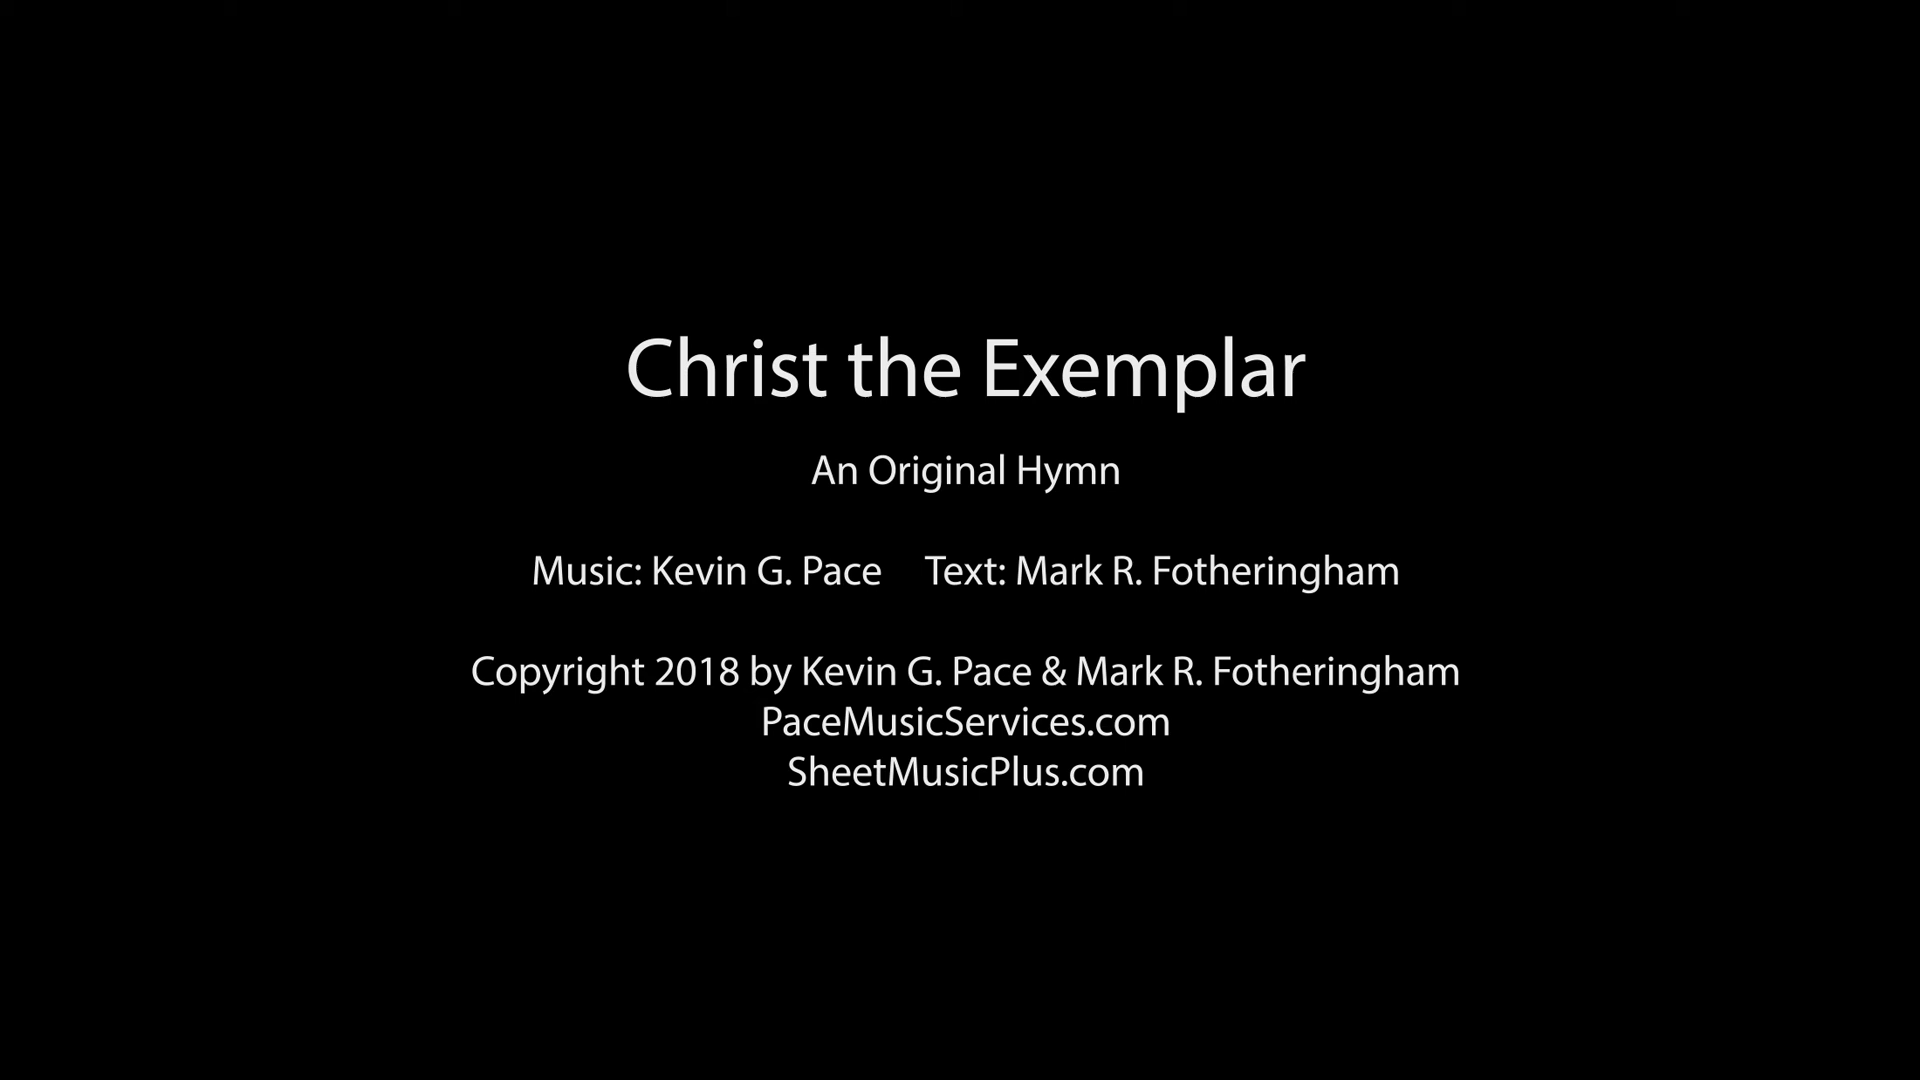 Christ the Exemplar
An Original Hymn
Music: Kevin G. Pace    Text: Mark R. Fotheringham
Copyright 2018 by Kevin G. Pace & Mark R. Fotheringham
PaceMusicServices.com
SheetMusicPlus.com